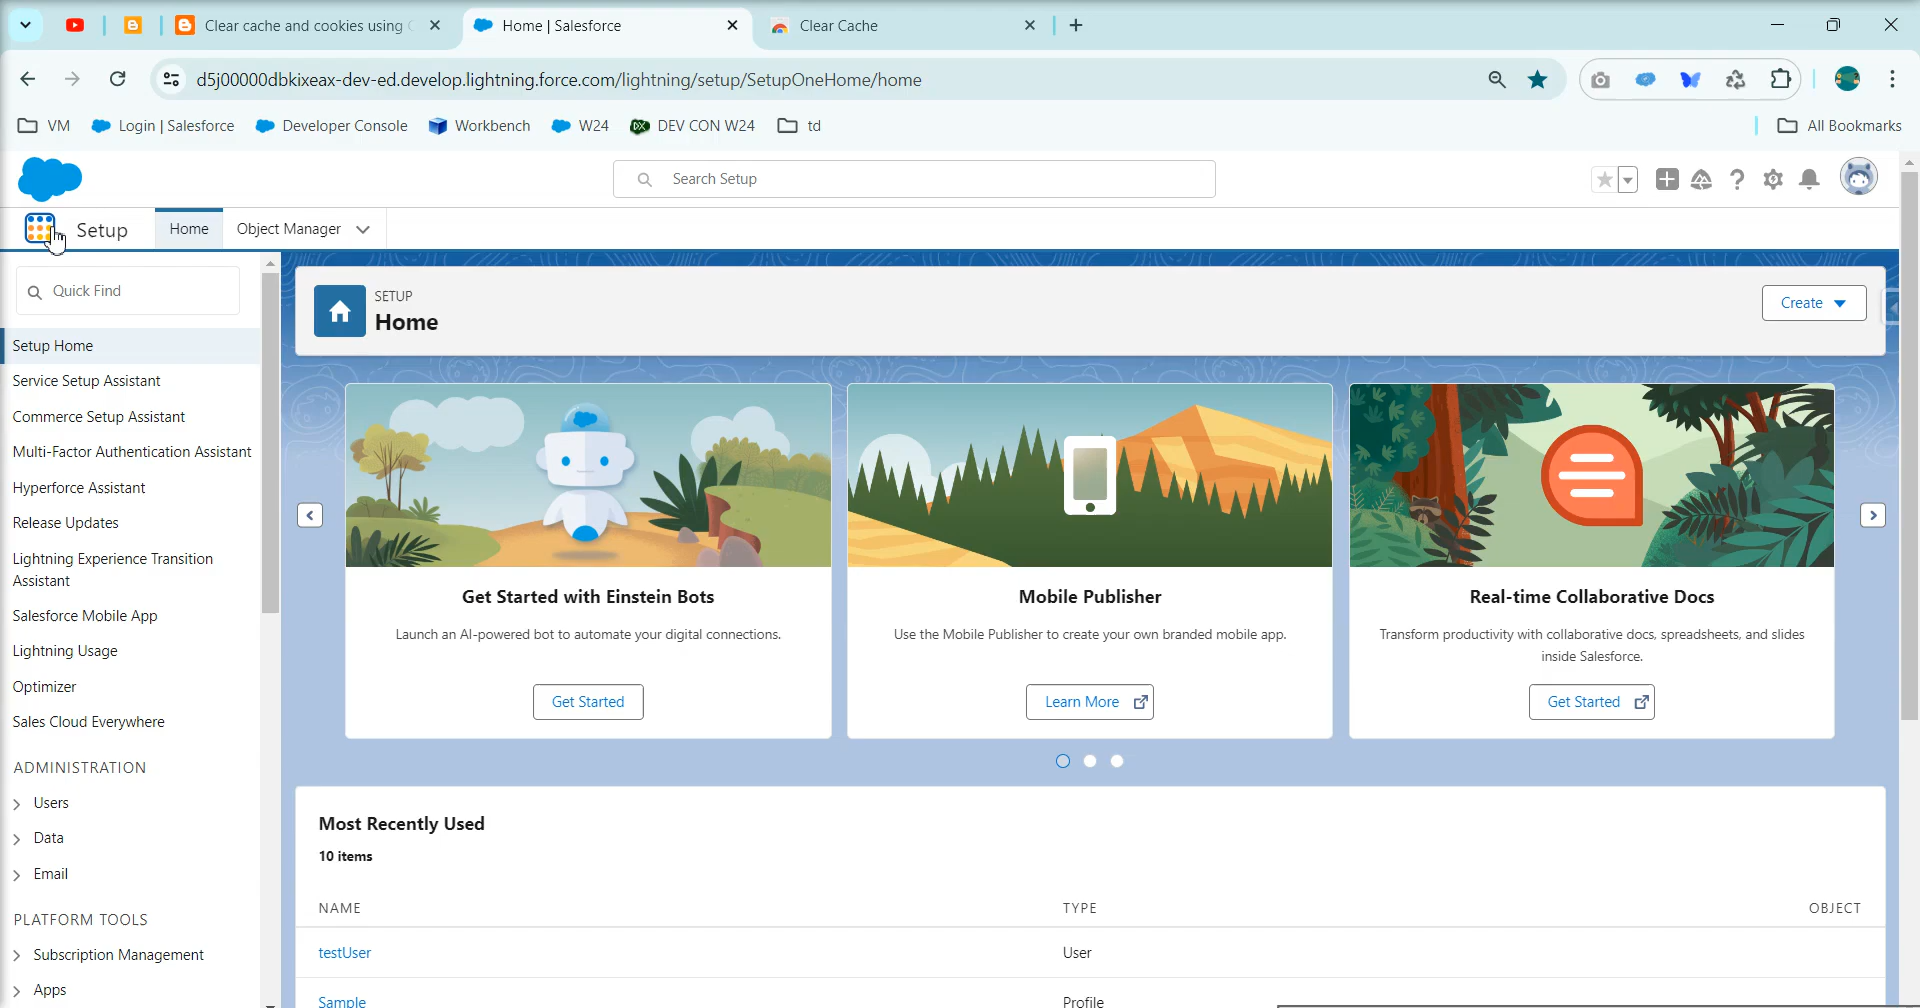 Clear cache and cookies using
Home | Salesforce
Clear Cache
d5j00000dbkixeax-dev-ed.develop.lightning.force.com/lightning/setup/SetupOneHome/home
VM
Login | Salesforce
Developer Console
Workbench
W24
DEV CON W24
td
All Bookmarks
Search Setup
Setup
Home
Object Manager
Quick Find
Setup Home
Service Setup Assistant
Commerce Setup Assistant
Multi-Factor Authentication Assistant
Hyperforce Assistant
Release Updates
Lightning Experience Transition
Assistant
Salesforce Mobile App
Lightning Usage
Optimizer
Sales Cloud Everywhere
ADMINISTRATION
Users
Data
Email
PLATFORM TOOLS
Subscription Management
Apps
SETUP
Home
Create
Get Started with Einstein Bots
Launch an AI-powered bot to automate your digital connections.
Get Started
Mobile Publisher
Use the Mobile Publisher to create your own branded mobile app.
Learn More
Real-time Collaborative Docs
Transform productivity with collaborative docs, spreadsheets, and slides
inside Salesforce.
Get Started
Most Recently Used
10 items
NAME
TYPE
OBJECT
testUser
User
Sample
Profile